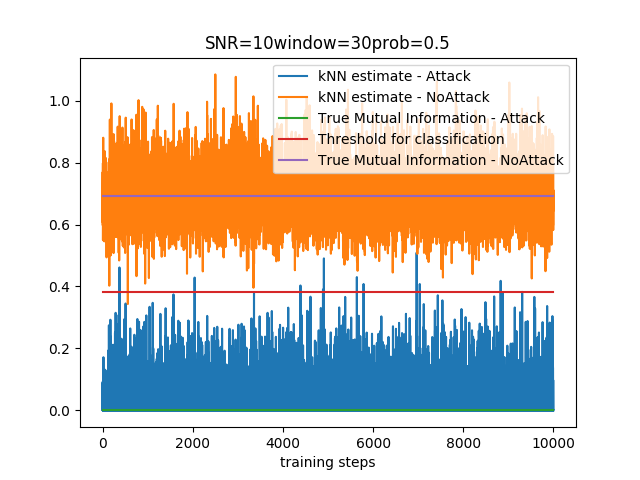 SNR=10window=30prob=0.5
kNN estimate - Attack
kNN estimate - NoAttack
True Mutual Information - Attack
Threshold for classification
True Mutual Information - NoAttack
1.0
0.8
0.6
0.4
0.2
0.0
0 2000 4000 6000 8000 10000
training steps